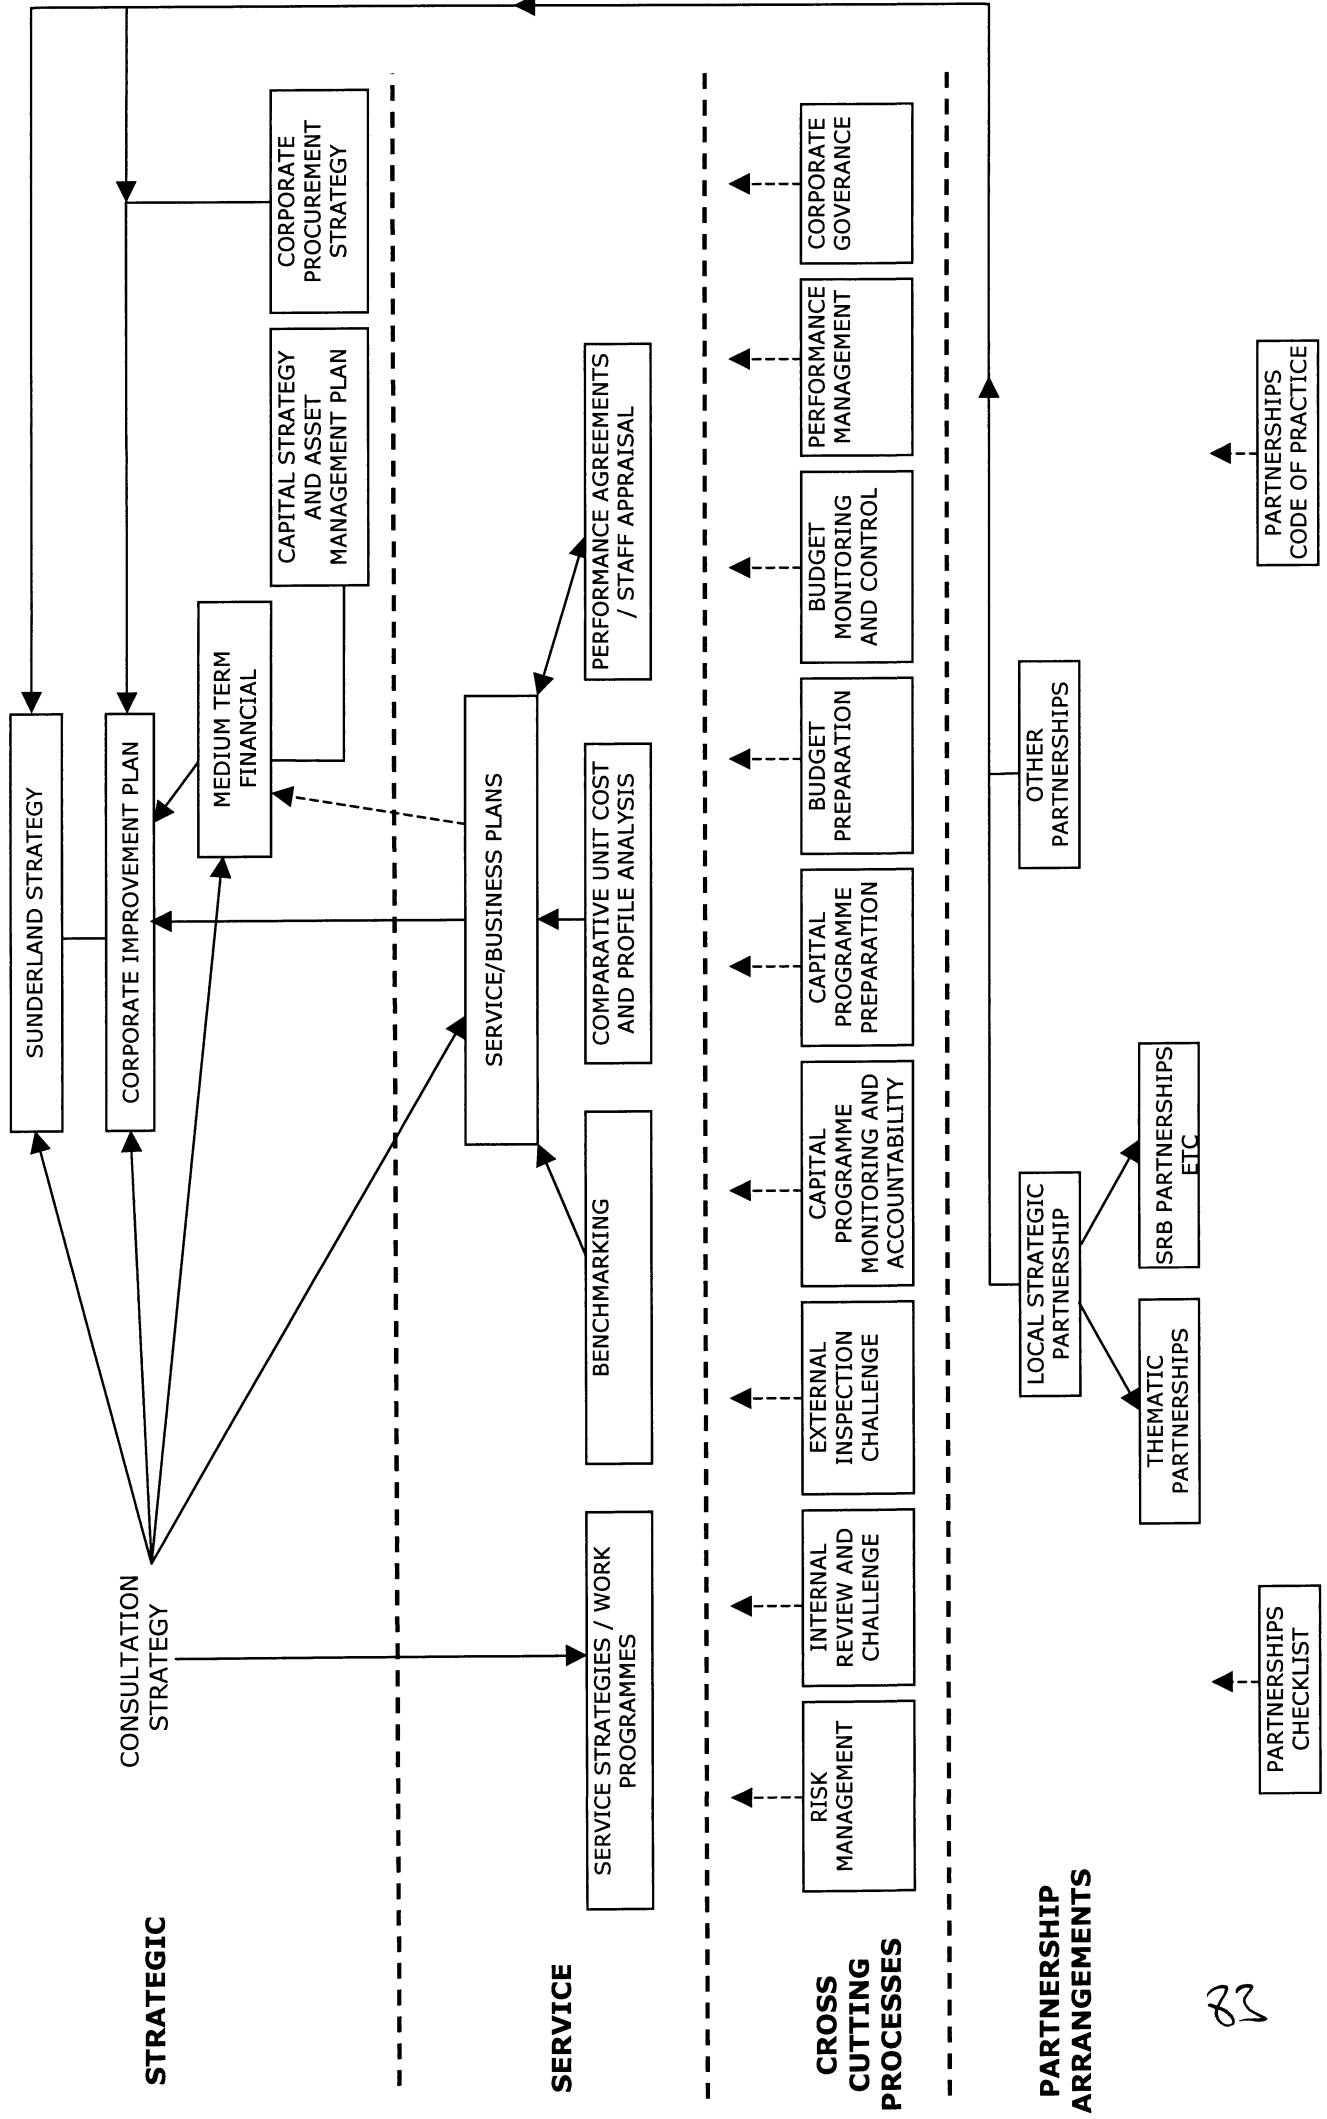 STRATEGIC
CONSULTATION
STRATEGY
SUNDERLAND STRATEGY
CORPORATE IMPROVEMENT PLAN
MEDIUM TERM
FINANCIAL
CAPITAL STRATEGY
AND ASSET
MANAGEMENT PLAN
CORPORATE
PROCUREMENT
STRATEGY
SERVICE
SERVICE/BUSINESS PLANS
SERVICE STRATEGIES / WORK
PROGRAMMES
BENCHMARKING
COMPARATIVE UNIT COST
AND PROFILE ANALYSIS
PERFORMANCE AGREEMENTS
/ STAFF APPRAISAL
CROSS
CUTTING
PROCESSES
RISK
MANAGEMENT
INTERNAL
REVIEW AND
CHALLENGE
EXTERNAL
INSPECTION
CHALLENGE
CAPITAL
PROGRAMME
MONITORING AND
ACCOUNTABILITY
CAPITAL
PROGRAMME
PREPARATION
BUDGET
PREPARATION
BUDGET
MONITORING
AND CONTROL
PERFORMANCE
MANAGEMENT
CORPORATE
GOVERNANCE
PARTNERSHIP
ARRANGEMENTS
LOCAL STRATEGIC
PARTNERSHIP
OTHER
PARTNERSHIPS
THEMATIC
PARTNERSHIPS
SRB PARTNERSHIPS
ETC
PARTNERSHIPS
CHECKLIST
PARTNERSHIPS
CODE OF PRACTICE
83